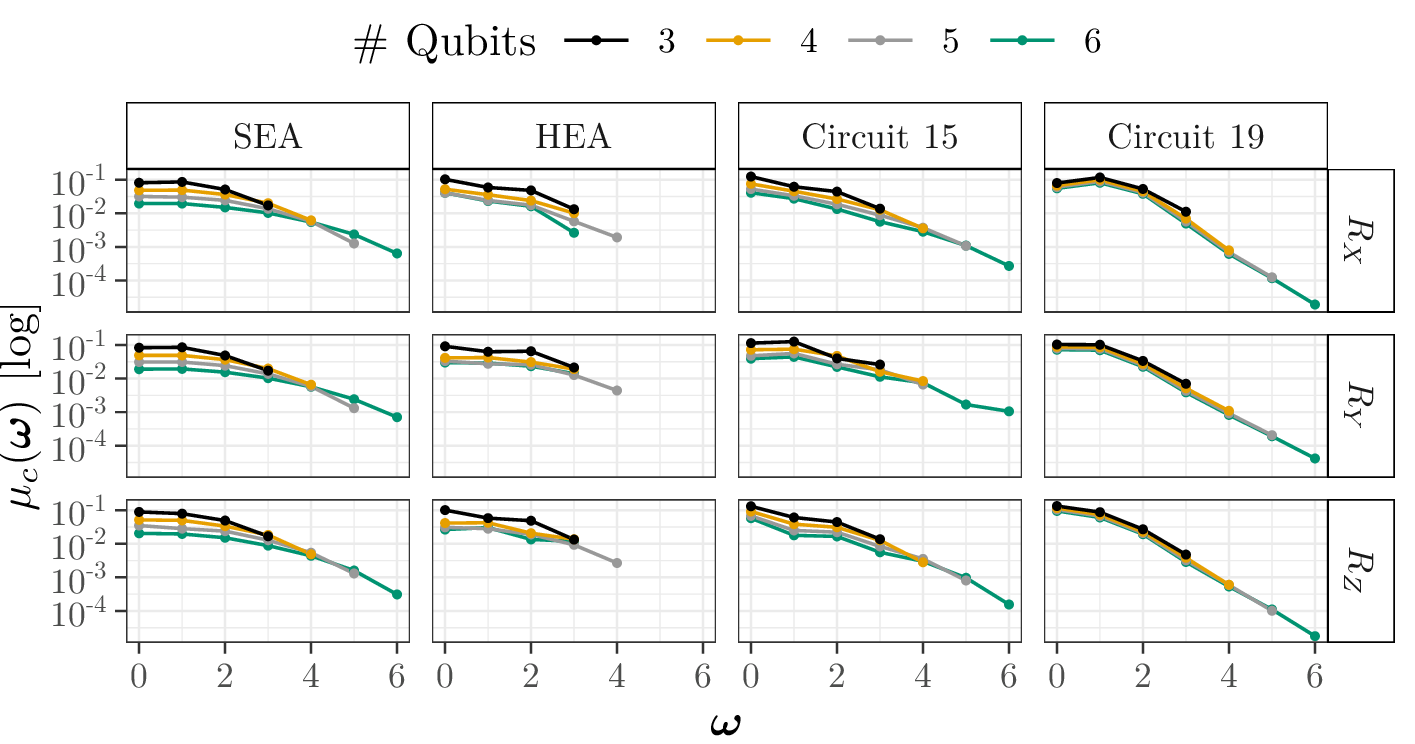 # Qubits 3 4 5 6
SEA HEA Circuit 15 Circuit 19
μc(ω) [log]
10⁻¹
10⁻²
10⁻³
10⁻⁴
R_X
10⁻¹
10⁻²
10⁻³
10⁻⁴
R_Y
10⁻¹
10⁻²
10⁻³
10⁻⁴
R_Z
0 2 4 6 0 2 4 6 0 2 4 6 0 2 4 6
ω